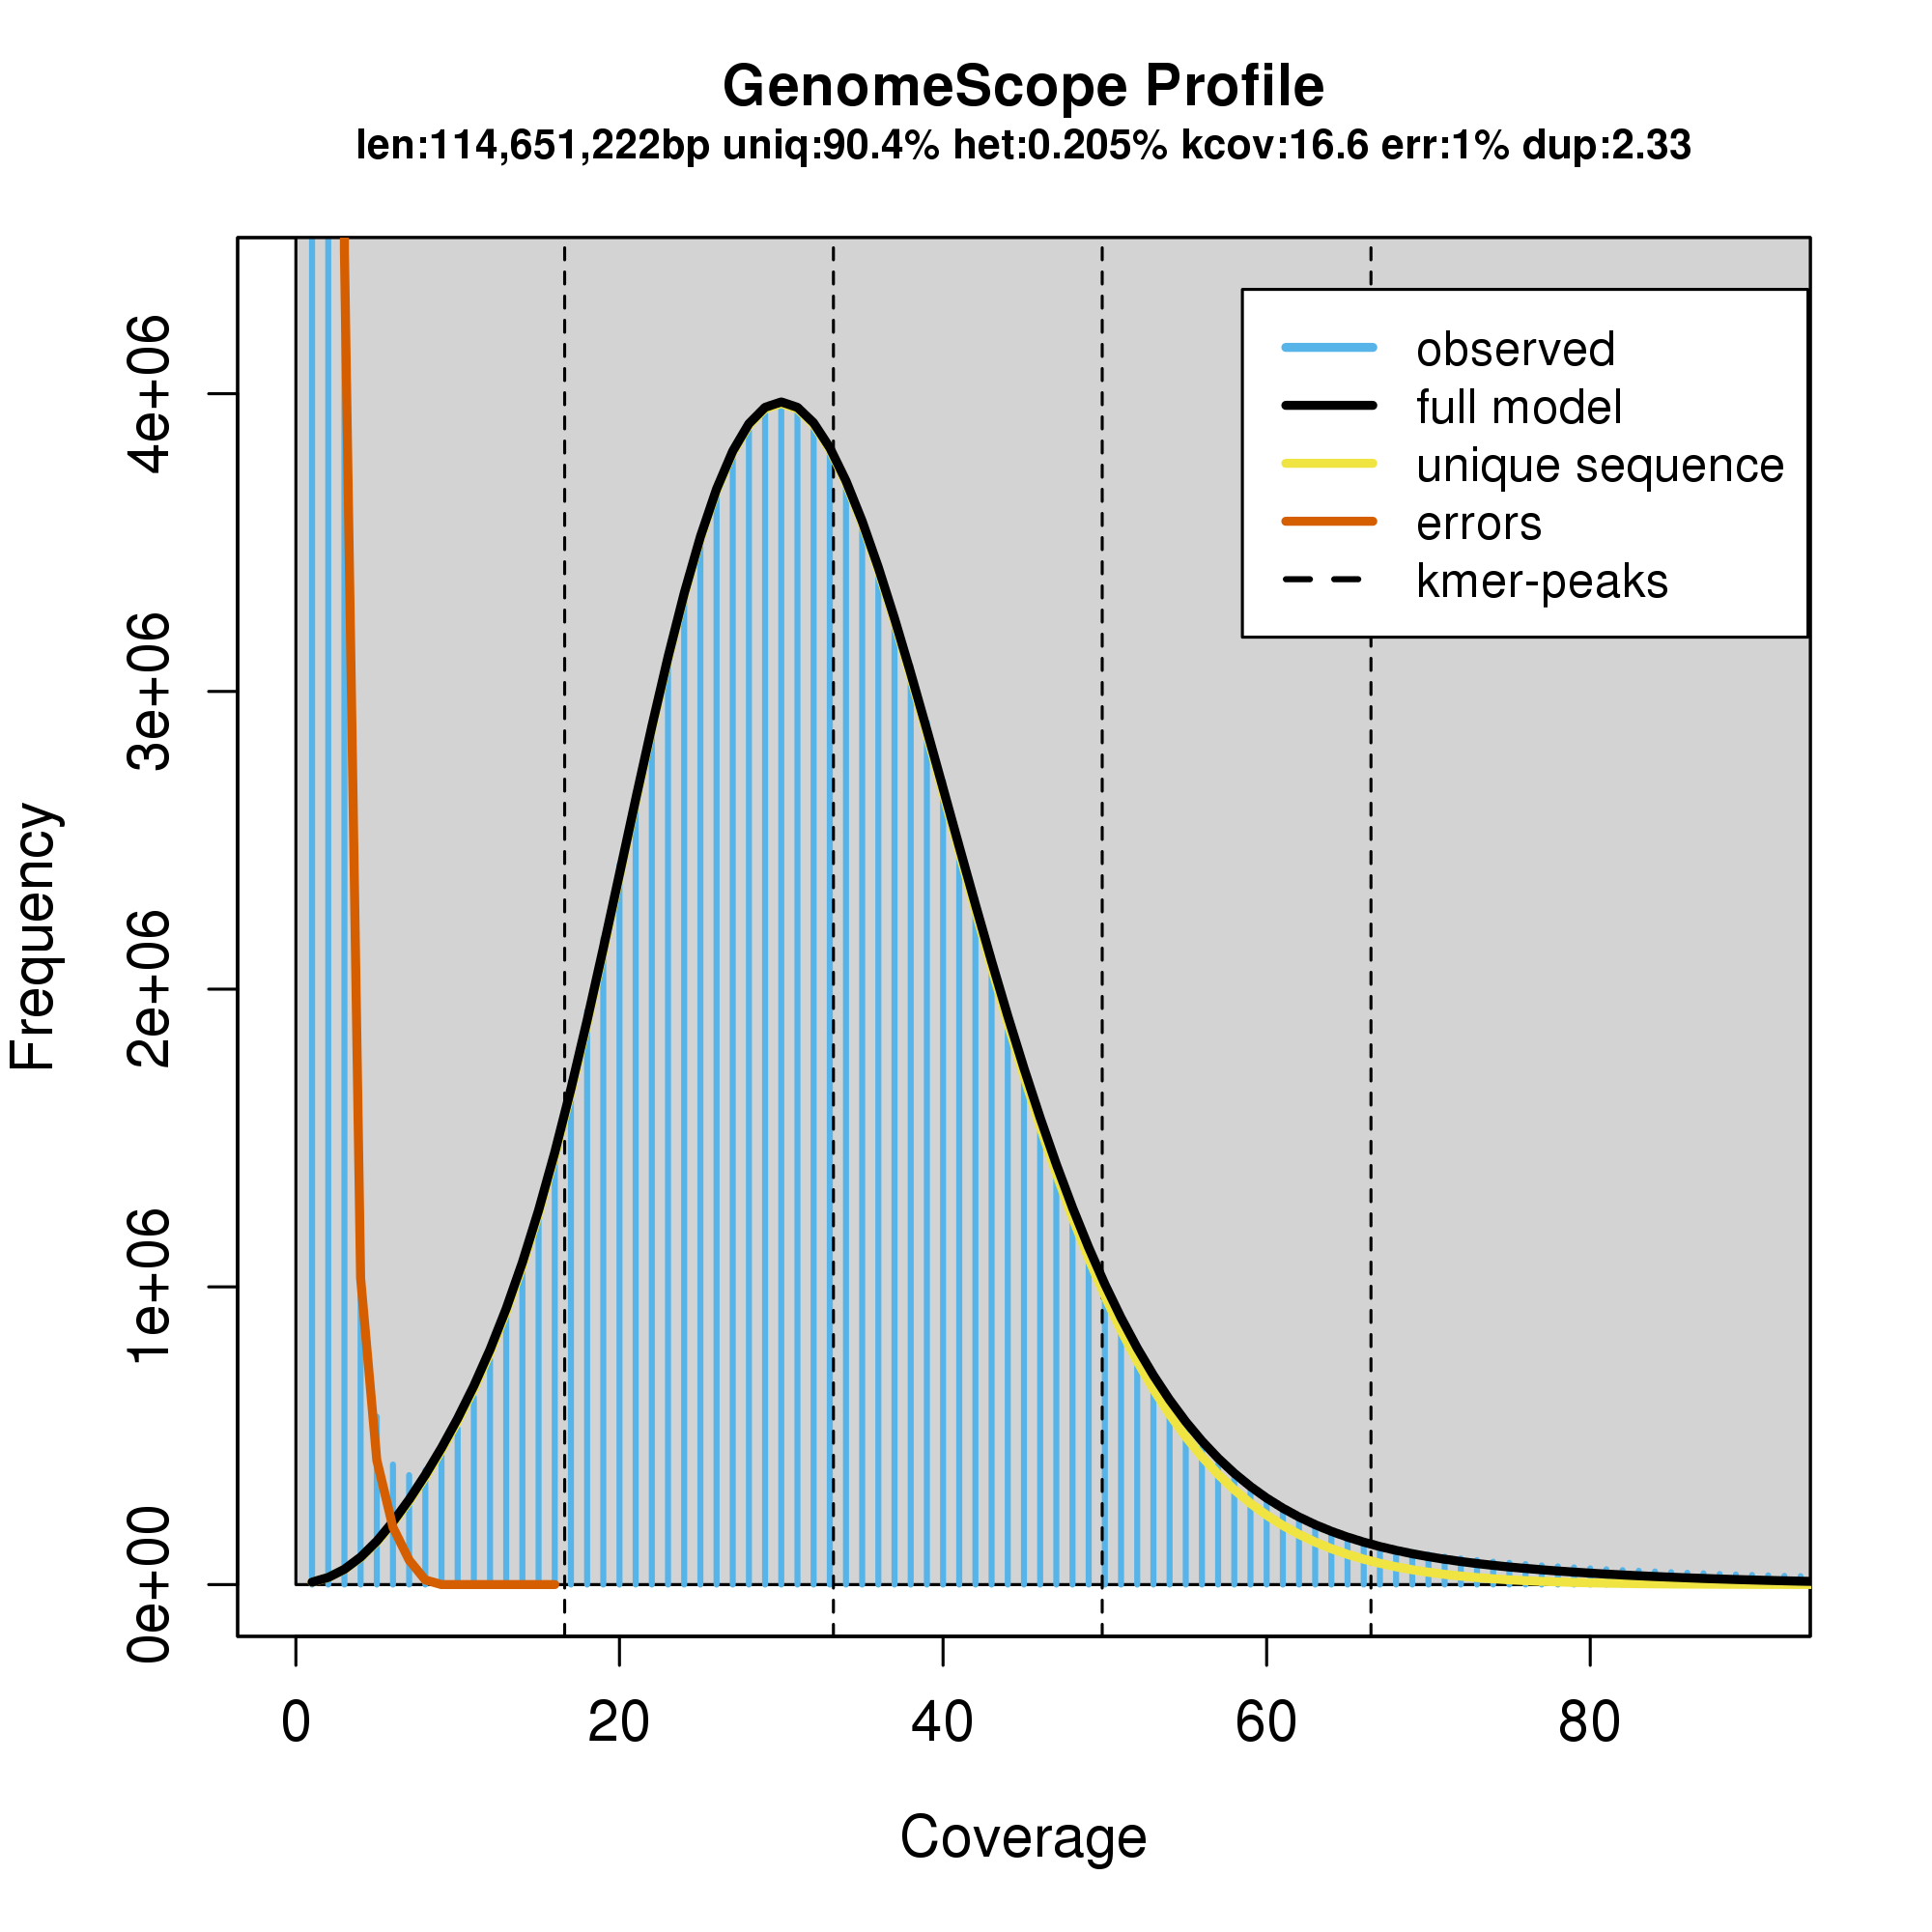 GenomeScope Profile
len:114,651,222bp uniq:90.4% het:0.205% kcov:16.6 err:1% dup:2.33
observed
full model
unique sequence
errors
kmer-peaks
Frequency
4e+06
3e+06
2e+06
1e+06
0e+00
0 20 40 60 80
Coverage